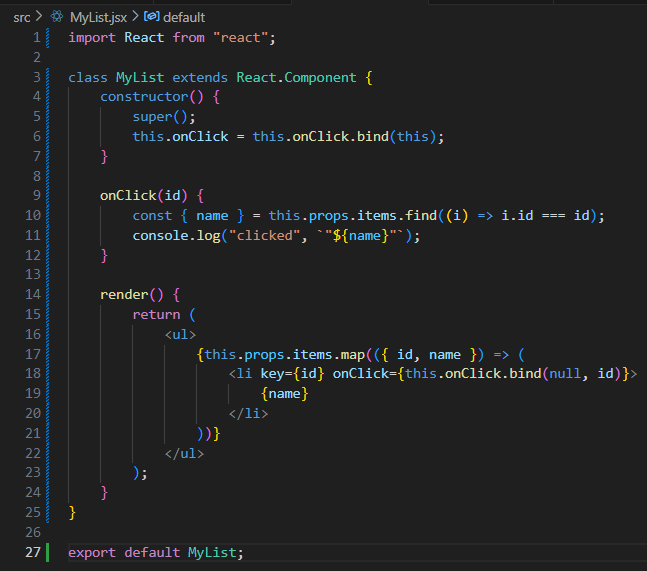 src > MyList.jsx > default
1 import React from "react";
2
3 class MyList extends React.Component {
4     constructor() {
5         super();
6         this.onClick = this.onClick.bind(this);
7     }
8
9     onClick(id) {
10         const { name } = this.props.items.find((i) => i.id === id);
11         console.log("clicked", `"${name}"`);
12     }
13
14     render() {
15         return (
16             <ul>
17                 {this.props.items.map(({ id, name }) => (
18                     <li key={id} onClick={this.onClick.bind(null, id)}>
19                         {name}
20                     </li>
21                 ))}
22             </ul>
23         );
24     }
25 }
26
27 export default MyList;